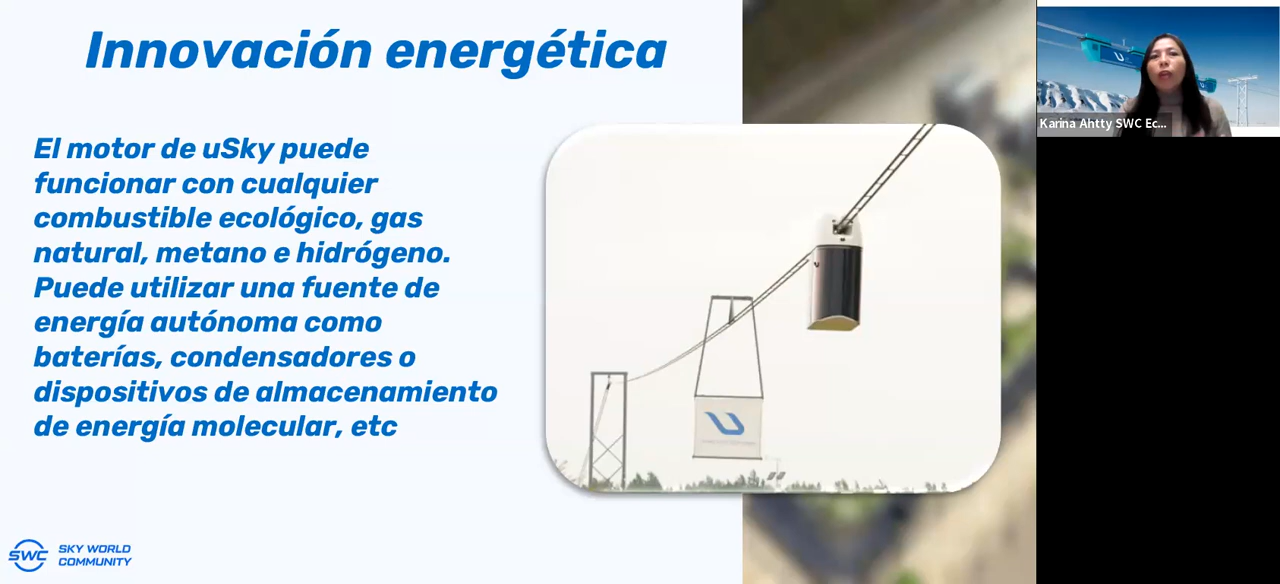 Innovación energética
El motor de uSky puede
funcionar con cualquier
combustible ecológico, gas
natural, metano e hidrógeno.
Puede utilizar una fuente de
energía autónoma como
baterías, condensadores o
dispositivos de almacenamiento
de energía molecular, etc
SWC SKY WORLD
COMMUNITY
Karina Ahtty SWC Ec...